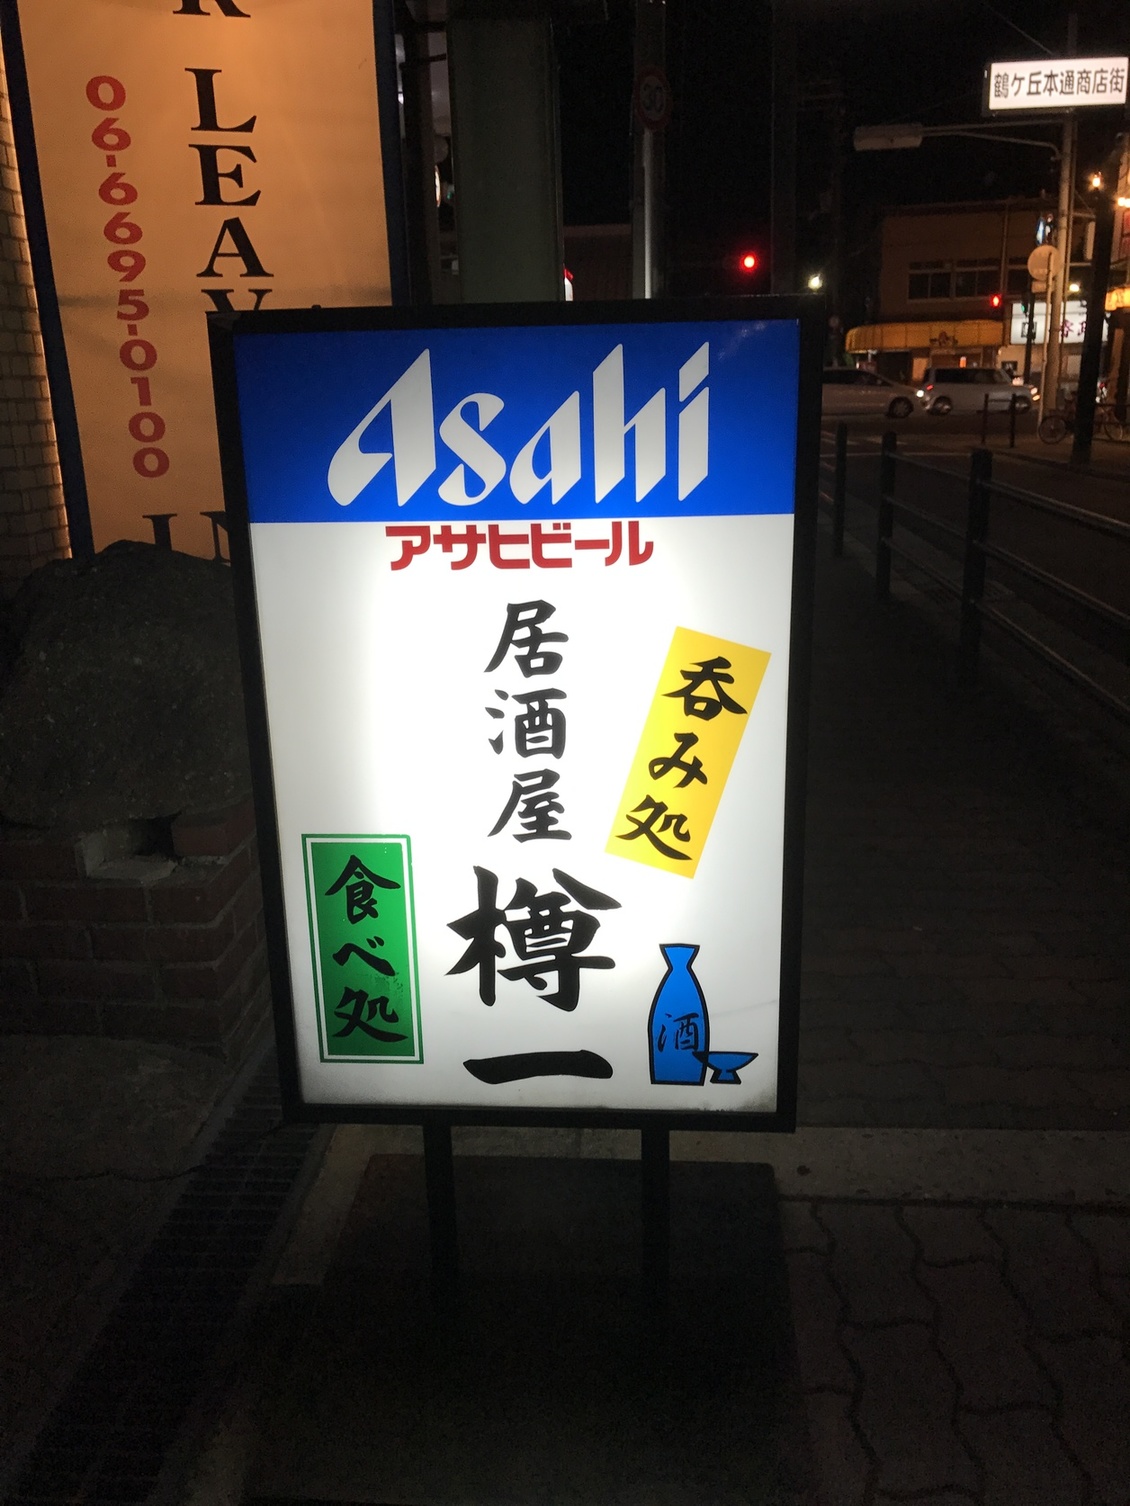 06-6695-0100
LEA
鶴ケ丘本通商店街
Asahi
アサヒビール
居酒屋
樽一
呑み処
食べ処
酒
30